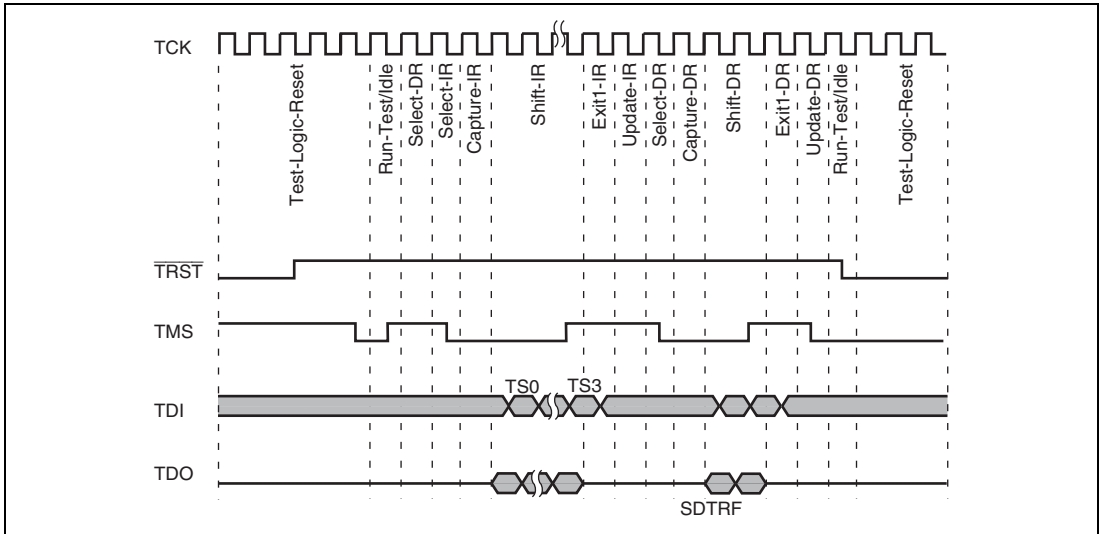 TCK
Test-Logic-Reset
Run-Test/Idle
Select-DR
Select-IR
Capture-IR
Shift-IR
Exit1-IR
Update-IR
Select-DR
Capture-DR
Shift-DR
Exit1-DR
Update-DR
Run-Test/Idle
Test-Logic-Reset
TRST
TMS
TS0 TS3
TDI
TDO
SDTRF